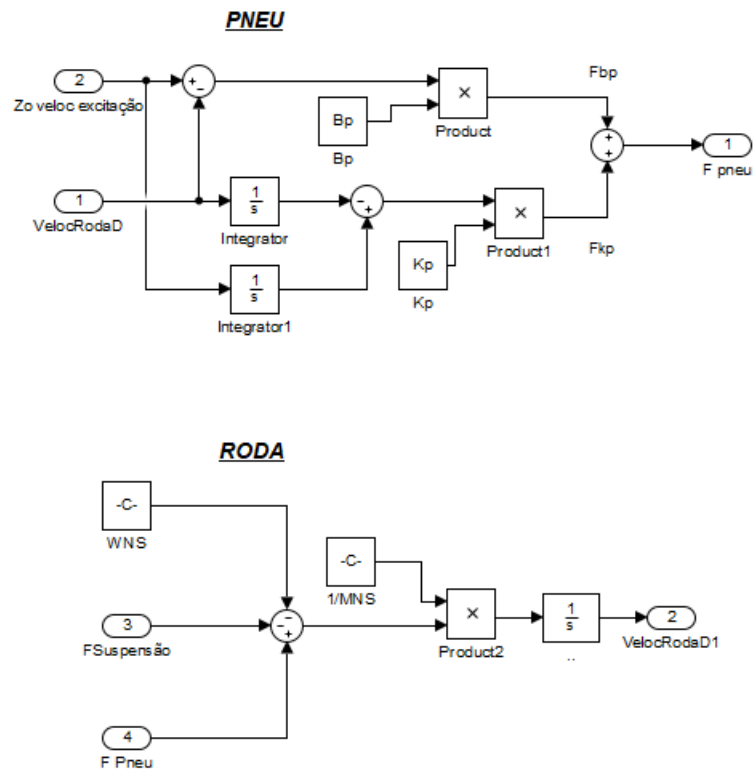 PNEU
2
Zo veloc excitação
+
-
×
Product
Fbp
Bp
Bp
+
+
1
F pneu
1
VelocRodaD
1
s
Integrator
-
+
×
Product1
Fkp
Kp
Kp
1
s
Integrator1
RODA
-C-
WNS
-C-
1/MNS
3
FSuspensão
-
-
+
×
Product2
1
s
..
2
VelocRodaD1
4
F Pneu